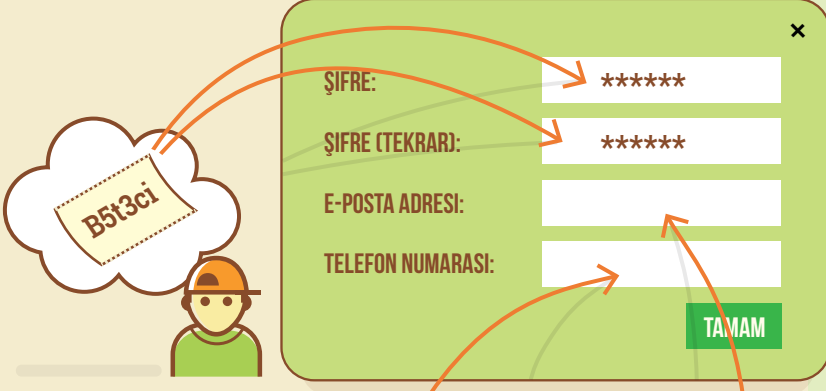 ×
ŞIFRE: ******
ŞIFRE (TEKRAR): ******
B5t3ci
E-POSTA ADRESI:
TELEFON NUMARASI:
TAMAM